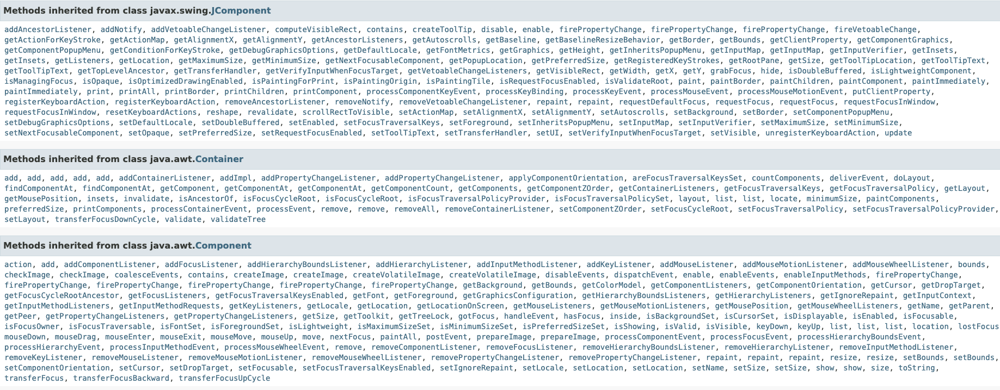 Methods inherited from class javax.swing.JComponent
addAncestorListener, addNotify, addVetoableChangeListener, computeVisibleRect, contains, createToolTip, disable, enable, firePropertyChange, firePropertyChange, firePropertyChange, fireVetoableChange,
getActionForKeyStroke, getActionMap, getAlignmentX, getAlignmentY, getAncestorListeners, getAutoscrolls, getBaseline, getBaselineResizeBehavior, getBorder, getBounds, getClientProperty, getComponentGraphics,
getComponentPopupMenu, getConditionForKeyStroke, getDebugGraphicsOptions, getDefaultLocale, getFontMetrics, getGraphics, getHeight, getInheritsPopupMenu, getInputMap, getInputMap, getInputVerifier, getInsets,
getInsets, getListeners, getLocation, getMaximumSize, getMinimumSize, getNextFocusableComponent, getPopupLocation, getPreferredSize, getRegisteredKeyStrokes, getRootPane, getSize, getToolTipLocation, getToolTipText,
getToolTipText, getTopLevelAncestor, getTransferHandler, getVerifyInputWhenFocusTarget, getVetoableChangeListeners, getVisibleRect, getWidth, getX, getY, grabFocus, hide, isDoubleBuffered, isLightweightComponent,
isManagingFocus, isOpaque, isOptimizedDrawingEnabled, isPaintingForPrint, isPaintingOrigin, isPaintingTile, isRequestFocusEnabled, isValidateRoot, paint, paintBorder, paintChildren, paintComponent, paintImmediately,
paintImmediately, print, printAll, printBorder, printChildren, printComponent, processComponentKeyEvent, processKeyBinding, processKeyEvent, processMouseEvent, processMouseMotionEvent, putClientProperty,
registerKeyboardAction, registerKeyboardAction, removeAncestorListener, removeNotify, removeVetoableChangeListener, repaint, repaint, requestDefaultFocus, requestFocus, requestFocus, requestFocusInWindow,
requestFocusInWindow, resetKeyboardActions, reshape, revalidate, scrollRectToVisible, setActionMap, setAlignmentX, setAlignmentY, setAutoscrolls, setBackground, setBorder, setComponentPopupMenu,
setDebugGraphicsOptions, setDefaultLocale, setDoubleBuffered, setEnabled, setFocusTraversalKeys, setForeground, setInheritsPopupMenu, setInputMap, setInputVerifier, setMaximumSize, setMinimumSize,
setNextFocusableComponent, setOpaque, setPreferredSize, setRequestFocusEnabled, setToolTipText, setTransferHandler, setUI, setVerifyInputWhenFocusTarget, setVisible, unregisterKeyboardAction, update
Methods inherited from class java.awt.Container
add, add, add, add, add, addContainerListener, addImpl, addPropertyChangeListener, addPropertyChangeListener, applyComponentOrientation, areFocusTraversalKeysSet, countComponents, deliverEvent, doLayout,
findComponentAt, findComponentAt, getComponent, getComponentAt, getComponentAt, getComponentCount, getComponents, getComponentZOrder, getContainerListeners, getFocusTraversalKeys, getFocusTraversalPolicy, getLayout,
getMousePosition, insets, invalidate, isAncestorOf, isFocusCycleRoot, isFocusCycleRoot, isFocusTraversalPolicyProvider, isFocusTraversalPolicySet, layout, list, list, locate, minimumSize, paintComponents,
preferredSize, printComponents, processContainerEvent, processEvent, remove, remove, removeAll, removeContainerListener, setComponentZOrder, setFocusCycleRoot, setFocusTraversalPolicy, setFocusTraversalPolicyProvider,
setLayout, transferFocusDownCycle, validate, validateTree
Methods inherited from class java.awt.Component
action, add, addComponentListener, addFocusListener, addHierarchyBoundsListener, addHierarchyListener, addInputMethodListener, addKeyListener, addMouseListener, addMouseMotionListener, addMouseWheelListener, bounds,
checkImage, checkImage, coalesceEvents, contains, createImage, createImage, createVolatileImage, createVolatileImage, disableEvents, dispatchEvent, enable, enableEvents, enableInputMethods, firePropertyChange,
firePropertyChange, firePropertyChange, firePropertyChange, firePropertyChange, firePropertyChange, getBackground, getBounds, getColorModel, getComponentListeners, getComponentOrientation, getCursor, getDropTarget,
getFocusCycleRootAncestor, getFocusListeners, getFocusTraversalKeysEnabled, getFont, getForeground, getGraphicsConfiguration, getHierarchyBoundsListeners, getHierarchyListeners, getIgnoreRepaint, getInputContext,
getInputMethodListeners, getInputMethodRequests, getKeyListeners, getLocale, getLocation, getLocationOnScreen, getMouseListeners, getMouseMotionListeners, getMousePosition, getMouseWheelListeners, getName, getParent,
getPeer, getPropertyChangeListeners, getPropertyChangeListeners, getSize, getToolkit, getTreeLock, gotFocus, handleEvent, hasFocus, inside, isBackgroundSet, isCursorSet, isDisplayable, isEnabled, isFocusable,
isFocusOwner, isFocusTraversable, isFontSet, isForegroundSet, isLightweight, isMaximumSizeSet, isMinimumSizeSet, isPreferredSizeSet, isShowing, isValid, isVisible, keyDown, keyUp, list, list, list, location, lostFocus
mouseDown, mouseDrag, mouseEnter, mouseExit, mouseMove, mouseUp, move, nextFocus, paintAll, postEvent, prepareImage, prepareImage, processComponentEvent, processFocusEvent, processHierarchyBoundsEvent,
processHierarchyEvent, processInputMethodEvent, processMouseWheelEvent, remove, removeComponentListener, removeFocusListener, removeHierarchyBoundsListener, removeHierarchyListener, removeInputMethodListener,
removeKeyListener, removeMouseListener, removeMouseMotionListener, removeMouseWheelListener, removePropertyChangeListener, removePropertyChangeListener, repaint, repaint, repaint, resize, resize, setBounds, setBounds,
setComponentOrientation, setCursor, setDropTarget, setFocusable, setFocusTraversalKeysEnabled, setIgnoreRepaint, setLocale, setLocation, setLocation, setName, setSize, setSize, show, show, size, toString,
transferFocus, transferFocusBackward, transferFocusUpCycle